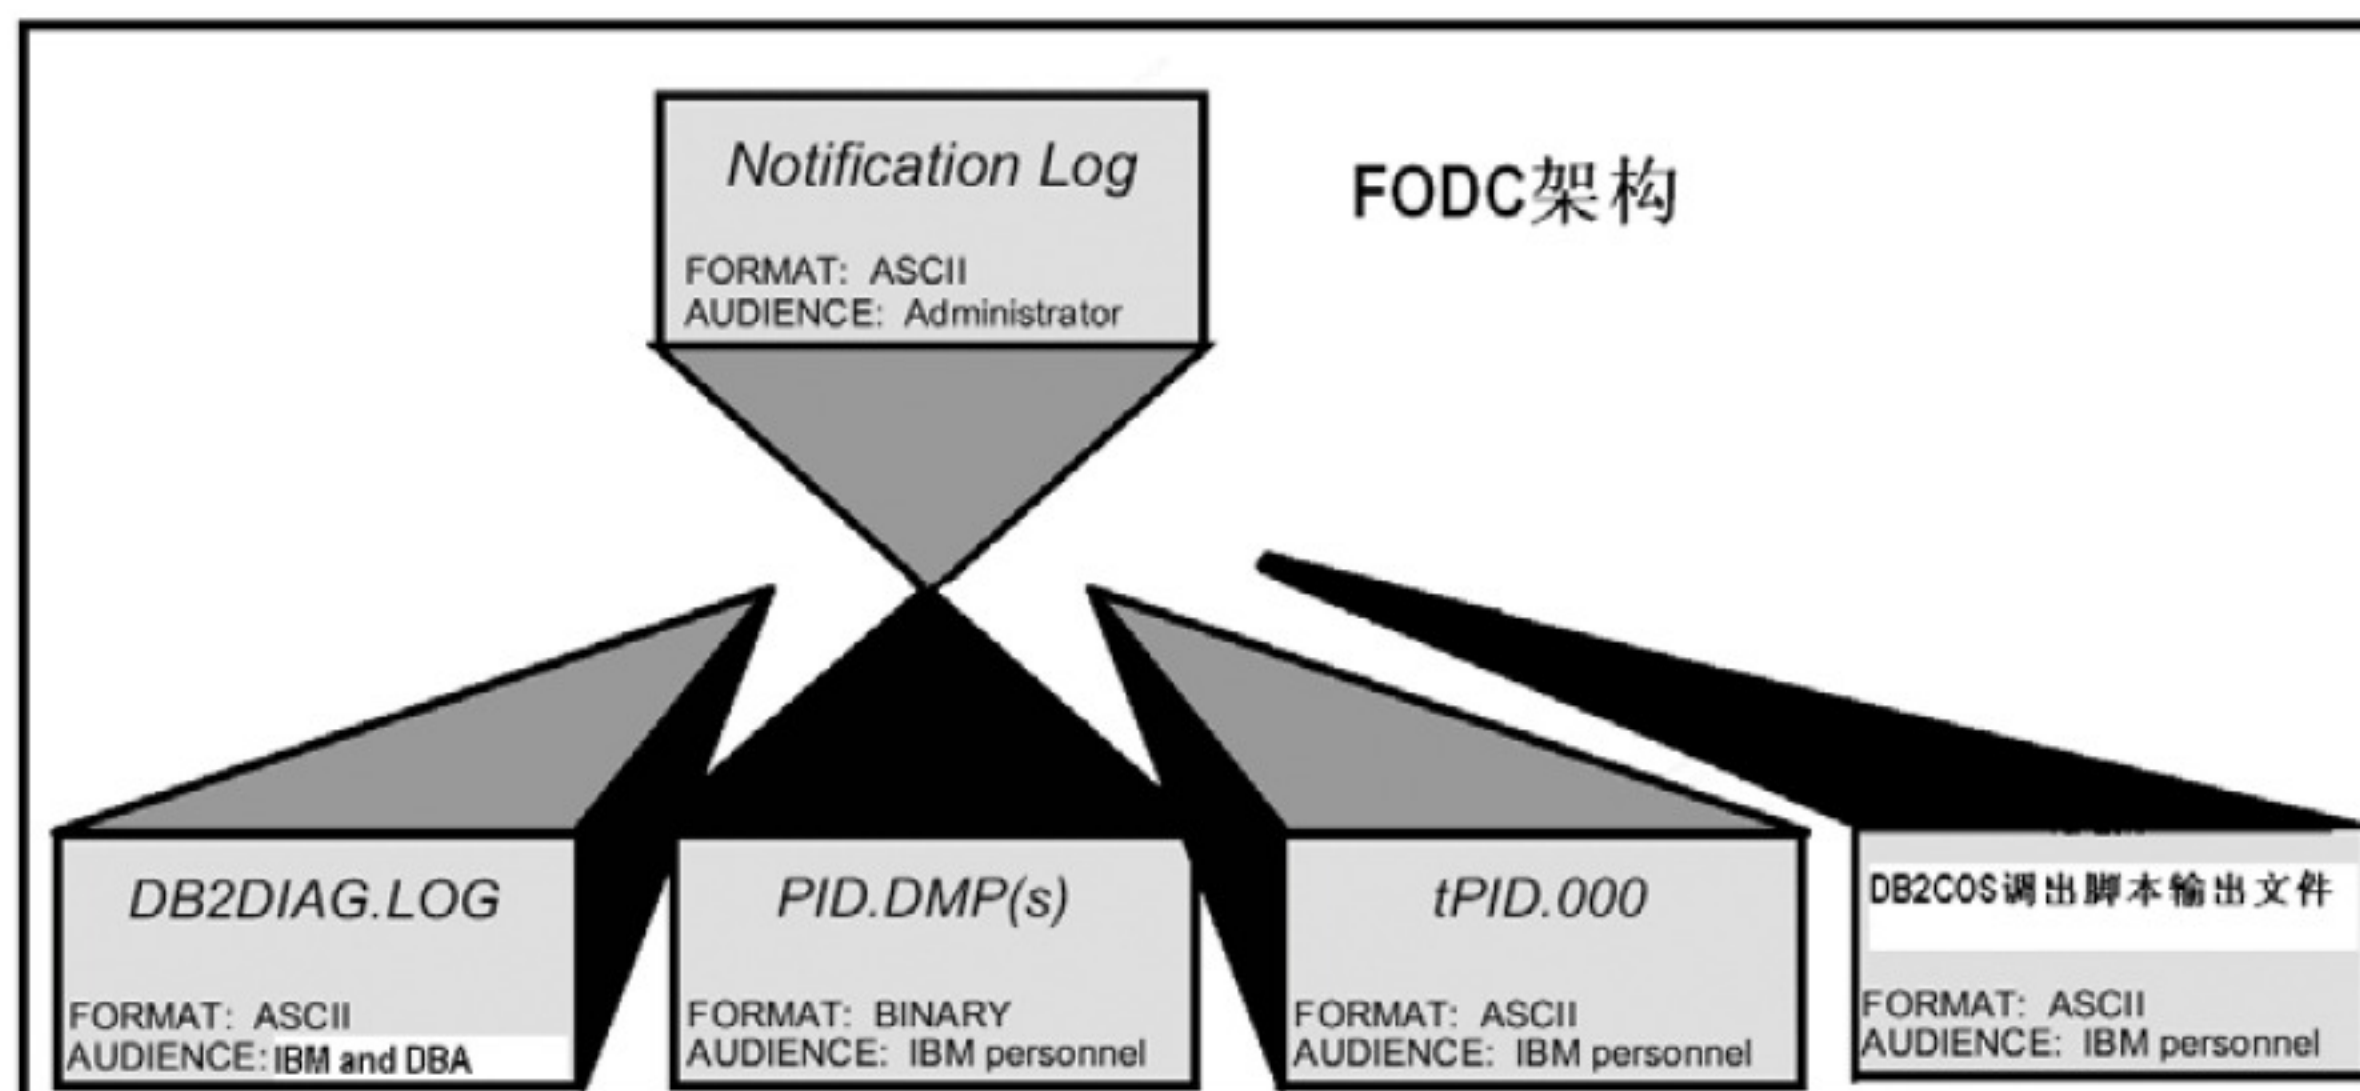 Notification Log
FORMAT: ASCII
AUDIENCE: Administrator
FODC架构
DB2DIAG.LOG
FORMAT: ASCII
AUDIENCE: IBM and DBA
PID.DMP(s)
FORMAT: BINARY
AUDIENCE: IBM personnel
tPID.000
FORMAT: ASCII
AUDIENCE: IBM personnel
DB2COS调出脚本输出文件
FORMAT: ASCII
AUDIENCE: IBM personnel